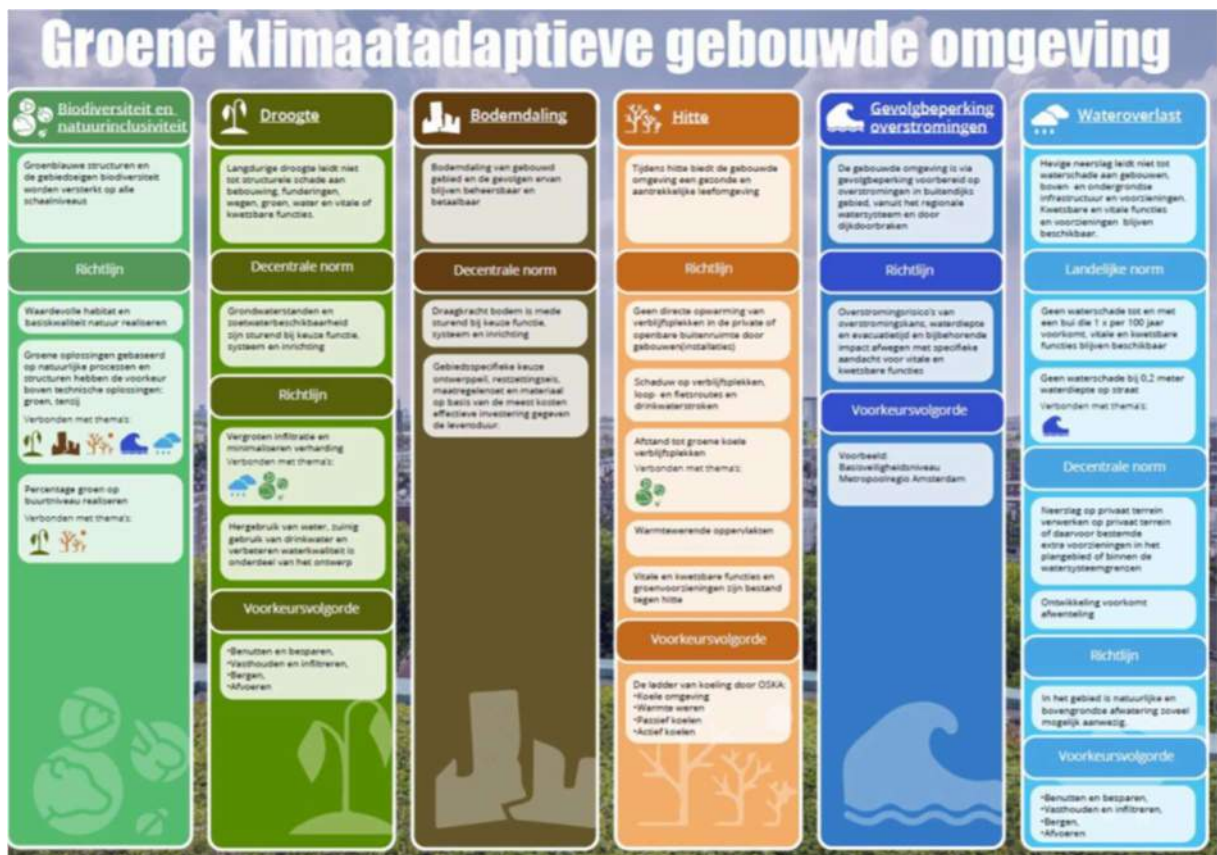 Groene klimaatadaptieve gebouwde omgeving
Biodiversiteit en
natuurinclusiviteit
Groenblauwe structuren en
de gebiedseigen biodiversiteit
worden versterkt op alle
schaalniveaus
Richtlijn
Waardevolle habitat en
basiskwaliteit natuur realiseren
Groene oplossingen gebaseerd
op natuurlijke processen en
structuren hebben de voorkeur
boven technische oplossingen:
groen, tenzij
Verbonden met thema's:
Percentage groen op
buurtniveau realiseren
Verbonden met thema's:
Droogte
Langdurige droogte leidt niet
tot structurele schade aan
bebouwing, funderingen,
wegen, groen, water en vitale of
kwetsbare functies.
Decentrale norm
Grondwaterstanden en
zoetwaterbeschikbaarheid
zijn sturend bij keuze functie,
systeem en inrichting
Richtlijn
Vergroten infiltratie en
minimaliseren verharding
Verbonden met thema's:
Hergebruik van water, zuinig
gebruik van drinkwater en
verbeteren waterkwaliteit is
onderdeel van het ontwerp
Voorkeursvolgorde
•Benutten en besparen,
•Vasthouden en infiltreren,
•Bergen,
•Afvoeren
Bodemdaling
Bodemdaling van gebouwd
gebied en de gevolgen ervan
blijven beheersbaar en
betaalbaar
Decentrale norm
Draagkracht bodem is mede
sturend bij keuze functie,
systeem en inrichting
Gebiedsspecifieke keuze
ontwerppeil, restzettingseis,
maatregelenset en materiaal
op basis van de meest kosten
effectieve investering gegeven
de levensduur.
Hitte
Tijdens hitte biedt de gebouwde
omgeving een gezonde en
aantrekkelijke leefomgeving
Richtlijn
Geen directe opwarming van
verblijfsplekken in de private of
openbare buitenruimte door
gebouwen(installaties)
Schaduw op verblijfsplekken,
loop- en fietsroutes en
drinkwaterstroken
Afstand tot groene koele
verblijfsplekken
Verbonden met thema's:
Warmtewerende oppervlakten
Vitale en kwetsbare functies en
groenvoorzieningen zijn bestand
tegen hitte
Voorkeursvolgorde
De ladder van koeling door OSKA:
•Koele omgeving
•Warmte weren
•Passief koelen
•Actief koelen
Gevolgbeperking
overstromingen
De gebouwde omgeving is via
gevolgbeperking voorbereid op
overstromingen in buitendijks
gebied, vanuit het regionale
watersysteem en door
dijkdoorbraken
Richtlijn
Overstromingsrisico's van
overstromingskans, waterdiepte
en evacuatietijd en bijbehorende
impact afwegen met specifieke
aandacht voor vitale en
kwetsbare functies
Voorkeursvolgorde
Voorbeeld:
Basisveiligheidsniveau
Metropoolregio Amsterdam
Wateroverlast
Hevige neerslag leidt niet tot
waterschade aan gebouwen,
boven- en ondergrondse
infrastructuur en voorzieningen.
Kwetsbare en vitale functies
en voorzieningen blijven
beschikbaar.
Landelijke norm
Geen waterschade tot en met
een bui die 1 x per 100 jaar
voorkomt, vitale en kwetsbare
functies blijven beschikbaar
Geen waterschade bij 0,2 meter
waterdiepte op straat
Verbonden met thema's:
Decentrale norm
Neerslag op privaat terrein
verwerken op privaat terrein
of daarvoor bestemde
extra voorzieningen in het
plangebied of binnen de
watersysteemgrenzen
Ontwikkeling voorkomt
afwenteling
Richtlijn
In het gebied is natuurlijke en
bovengrondse afwatering zoveel
mogelijk aanwezig.
Voorkeursvolgorde
•Benutten en besparen,
•Vasthouden en infiltreren,
•Bergen,
•Afvoeren